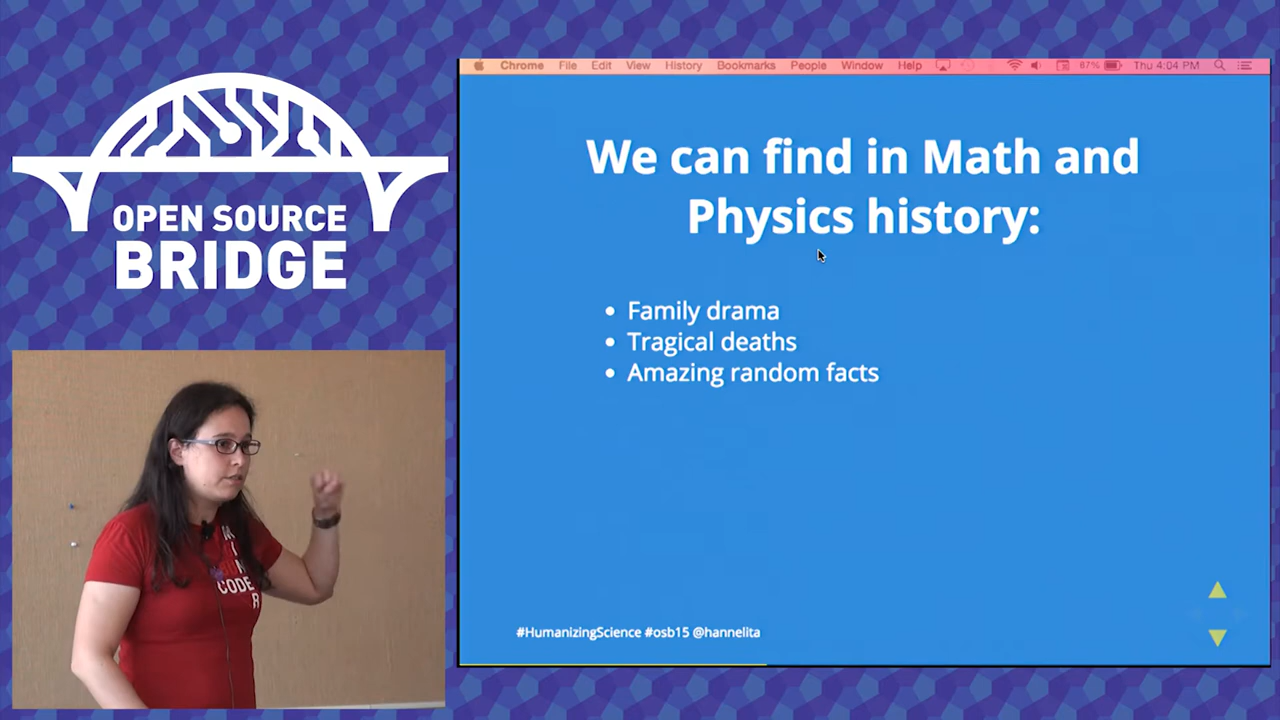 OPEN SOURCE
BRIDGE
Chrome File Edit View History Bookmarks People Window Help 87% Thu 4:04 PM
We can find in Math and
Physics history:
• Family drama
• Tragical deaths
• Amazing random facts
#HumanizingScience #osb15 @hannelita
CODE